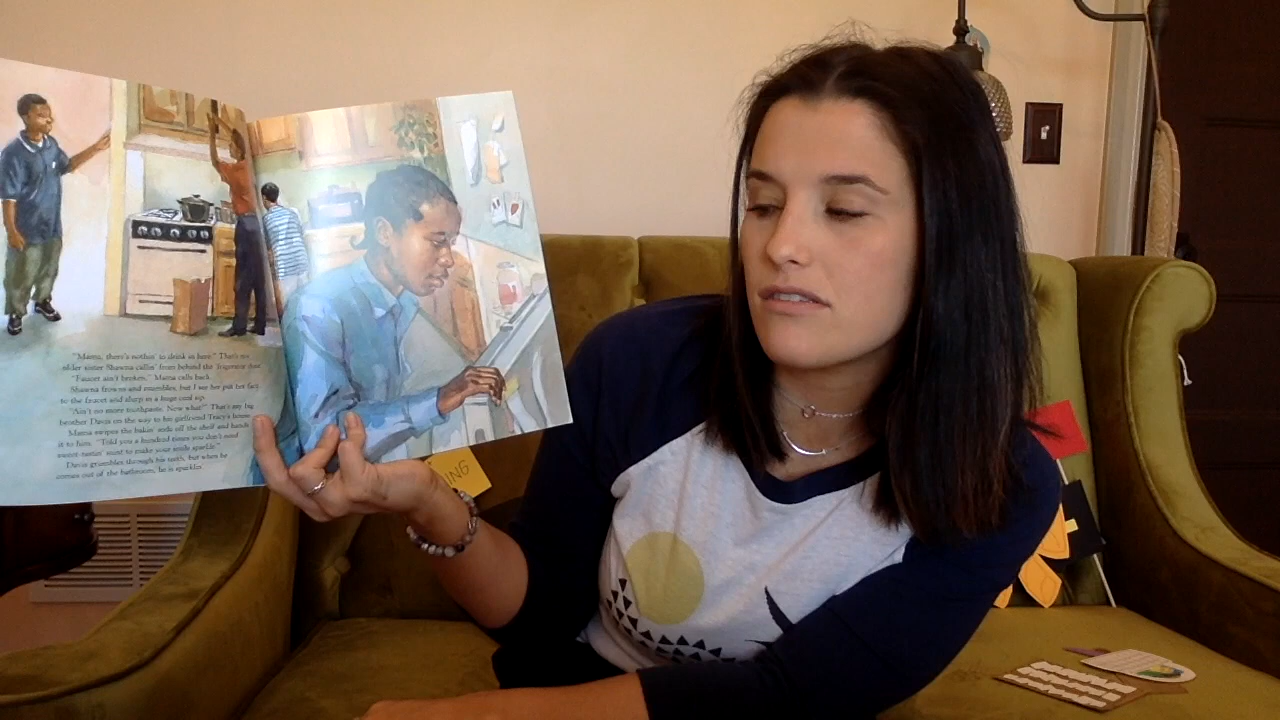 "Mama, there's nothin' to drink in here." That's my
older sister Shawna callin' from behind the Frigerator door.
"Faucet ain't broken," Mama calls back.
Shawna frowns and mumbles, but I see her put her face
to the faucet and slurp in a huge cool sip.
"Ain't no more toothpaste. Now what?" That's my big
brother Davis on the way to his girlfriend Tracy's house.
Mama swipes the bakin' soda off the shelf and hands
it to him. "Told you a hundred times you don't need
sweet-tastin' mint to make your smile sparkle."
Davis grumbles through his teeth, but when he
comes out of the bathroom, he is sparklin'.
ING